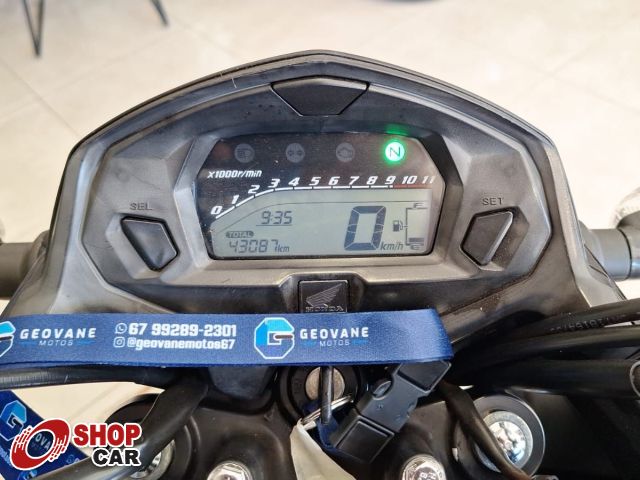 N
x1000r/min
0 1 2 3 4 5 6 7 8 9 10 11
SEL
SET
9:35
F
TOTAL
43087 km
0 km/h
E
HONDA
GEOVANE
MOTOS
67 99289-2301
@geovanemotos67
GEOVANE
MOTOS
SHOP
CAR